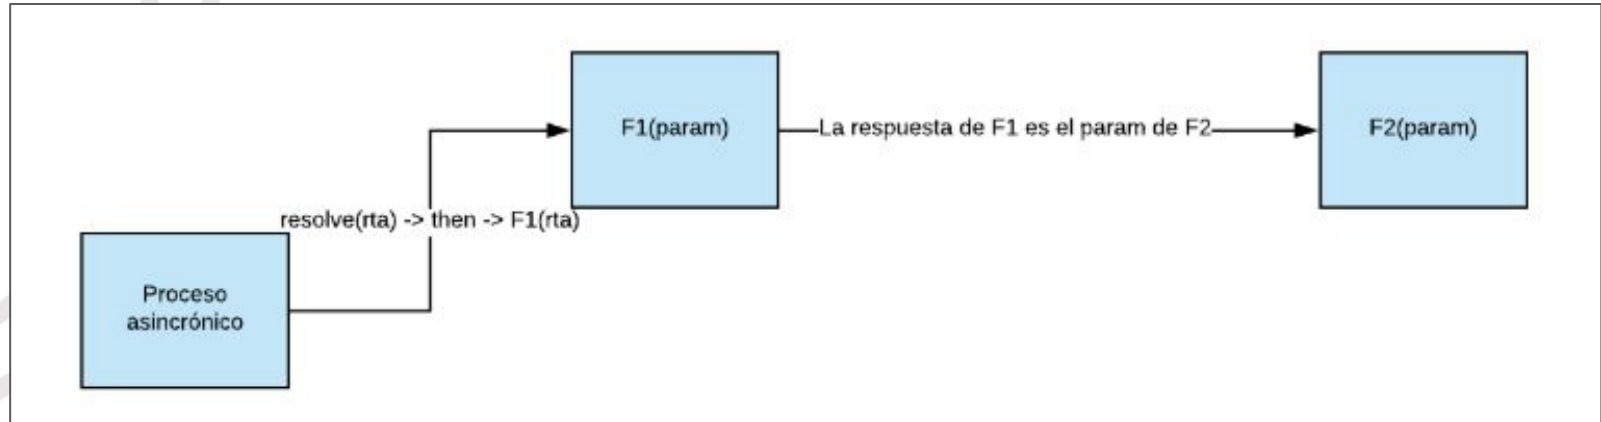 F1(param)
La respuesta de F1 es el param de F2
F2(param)
resolve(rta) -> then -> F1(rta)
Proceso
asincrónico